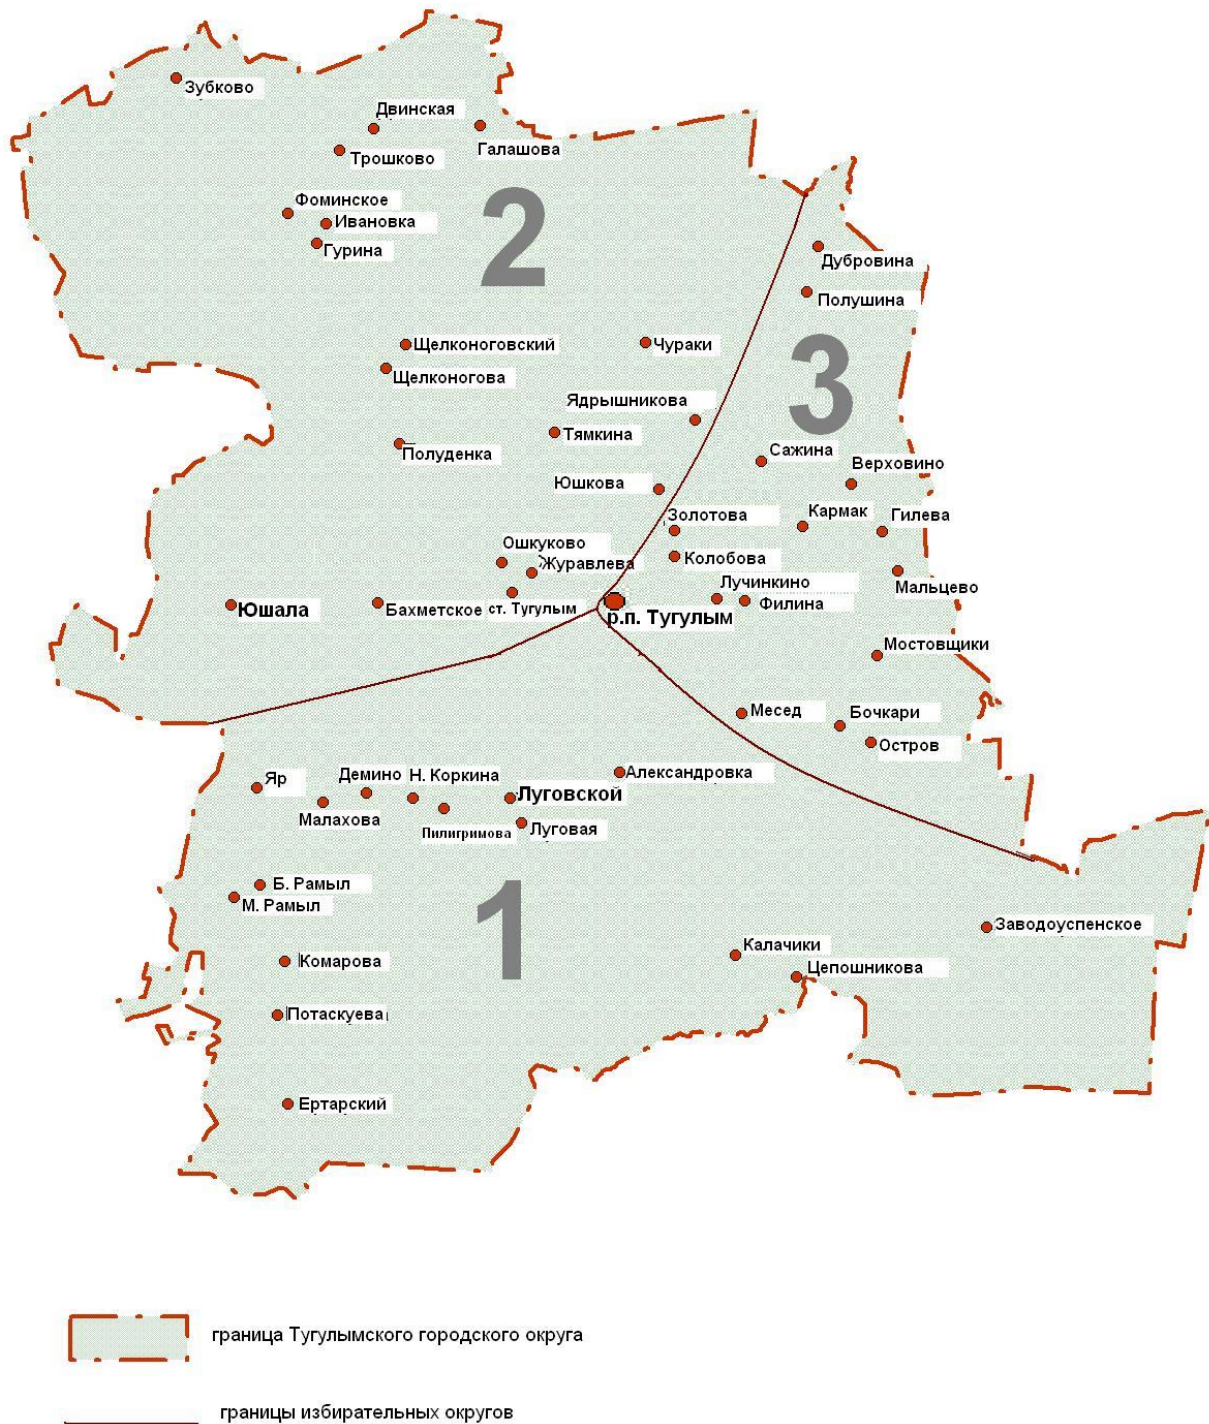 Зубково
Двинская
Галашова
Трошково
Фоминское
Ивановка
Гурина
2
Дубровина
Полушина
Щелконоговский
Чураки
3
Щелконогова
Ядрышникова
Тямкина
Полуденка
Сажина
Верховино
Юшкова
Золотова
Кармак
Гилева
Ошкуково
Журавлева
Колобова
Лучинкино
Мальцево
Юшала
Бахметское
ст. Тугулым
р.п. Тугулым
Филина
Мостовщики
Месед
Бочкари
Остров
Яр
Демино
Н. Коркина
Александровка
Малахова
Луговской
Пилигримова
Луговая
Б. Рамыл
М. Рамыл
1
Заводоуспенское
Калачики
Комарова
Цепошникова
Потаскуева
Ертарский
граница Тугулымского городского округа
границы избирательных округов